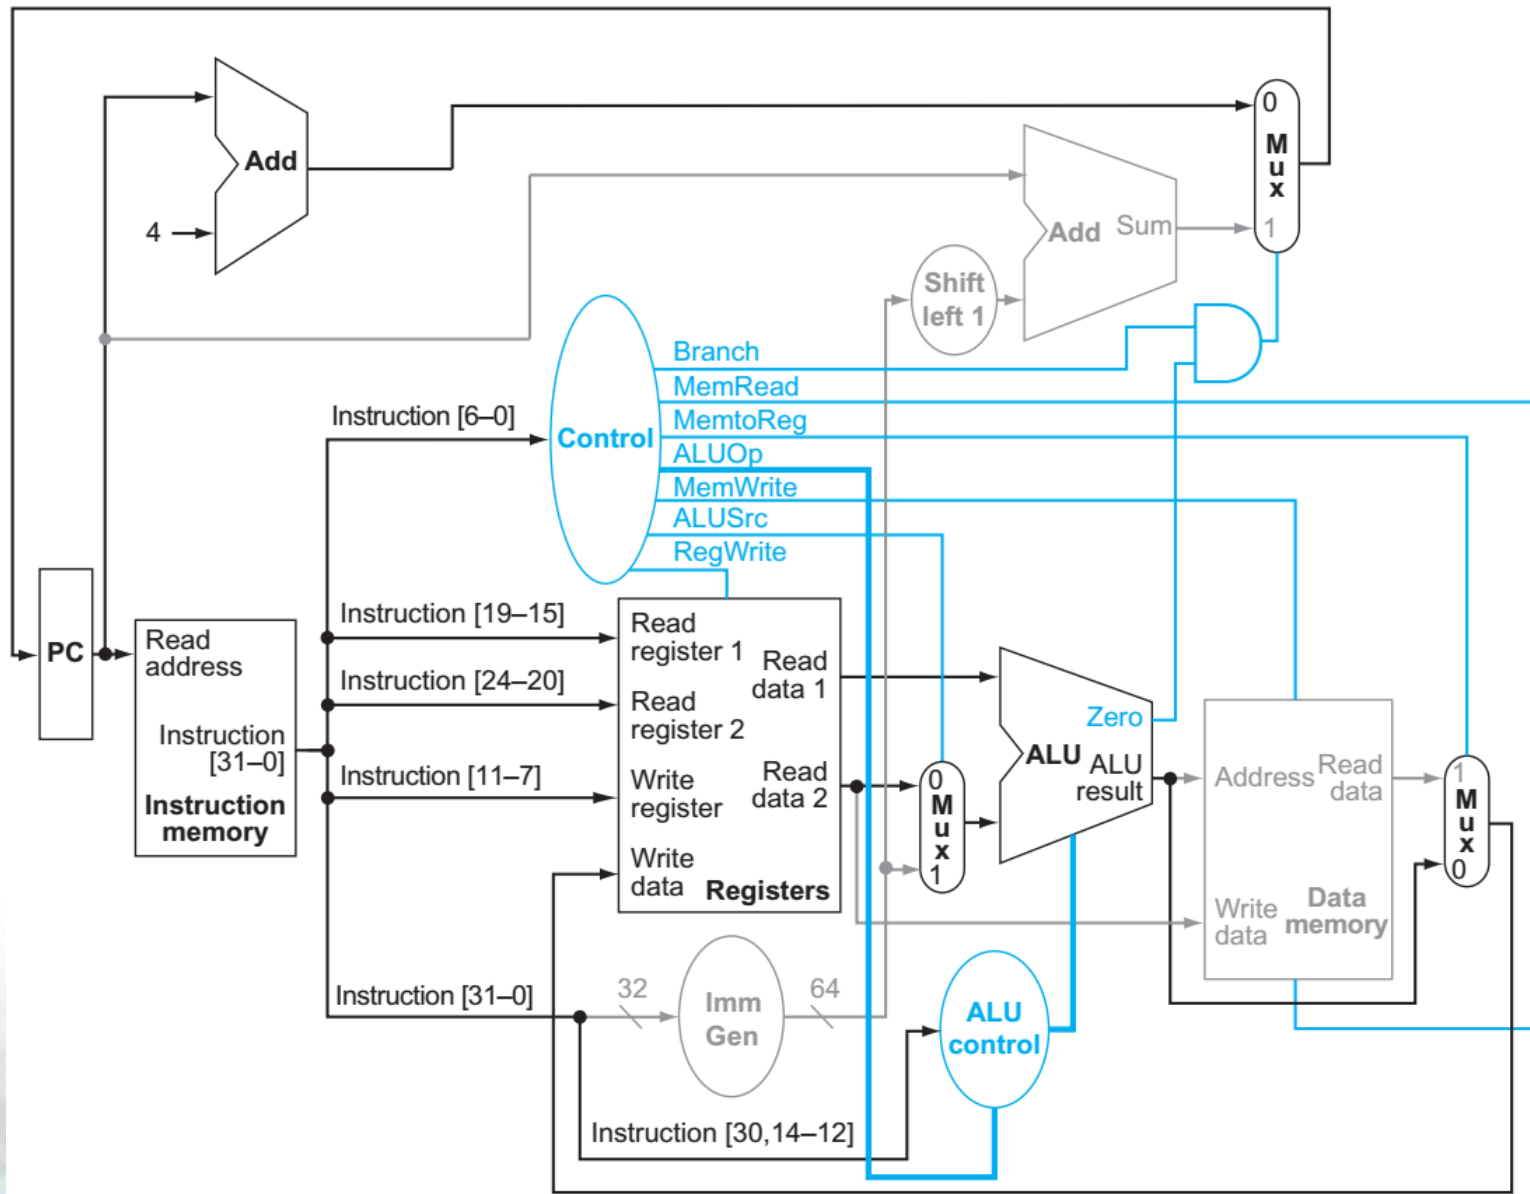 0
M
u
x
1
Add
4
Add
Sum
Shift
left 1
Branch
MemRead
MemtoReg
ALUOp
MemWrite
ALUSrc
RegWrite
Control
Instruction [6–0]
PC
Read
address
Instruction
[31–0]
Instruction
memory
Instruction [19–15]
Instruction [24–20]
Instruction [11–7]
Instruction [31–0]
Read
register 1
Read
register 2
Write
register
Write
data
Read
data 1
Read
data 2
Registers
0
M
u
x
1
Zero
ALU
ALU
result
Address
Read
data
Write
data
Data
memory
1
M
u
x
0
32
Imm
Gen
64
ALU
control
Instruction [30,14–12]